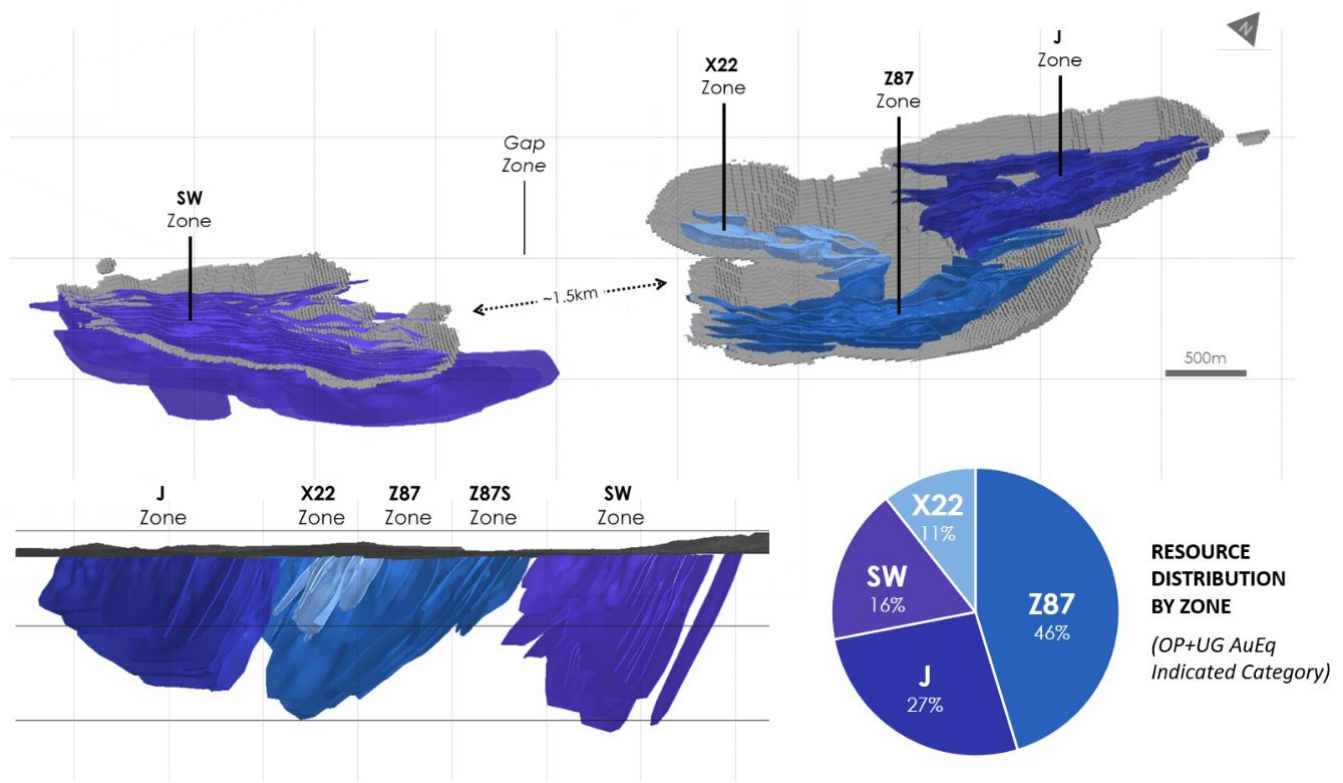 N
J
Zone
X22
Zone
Z87
Zone
Gap
Zone
SW
Zone
~1.5km
500m
J
Zone
X22
Zone
Z87
Zone
Z87S
Zone
SW
Zone
X22
11%
SW
16%
Z87
46%
J
27%
RESOURCE
DISTRIBUTION
BY ZONE
(OP+UG AuEq
Indicated Category)